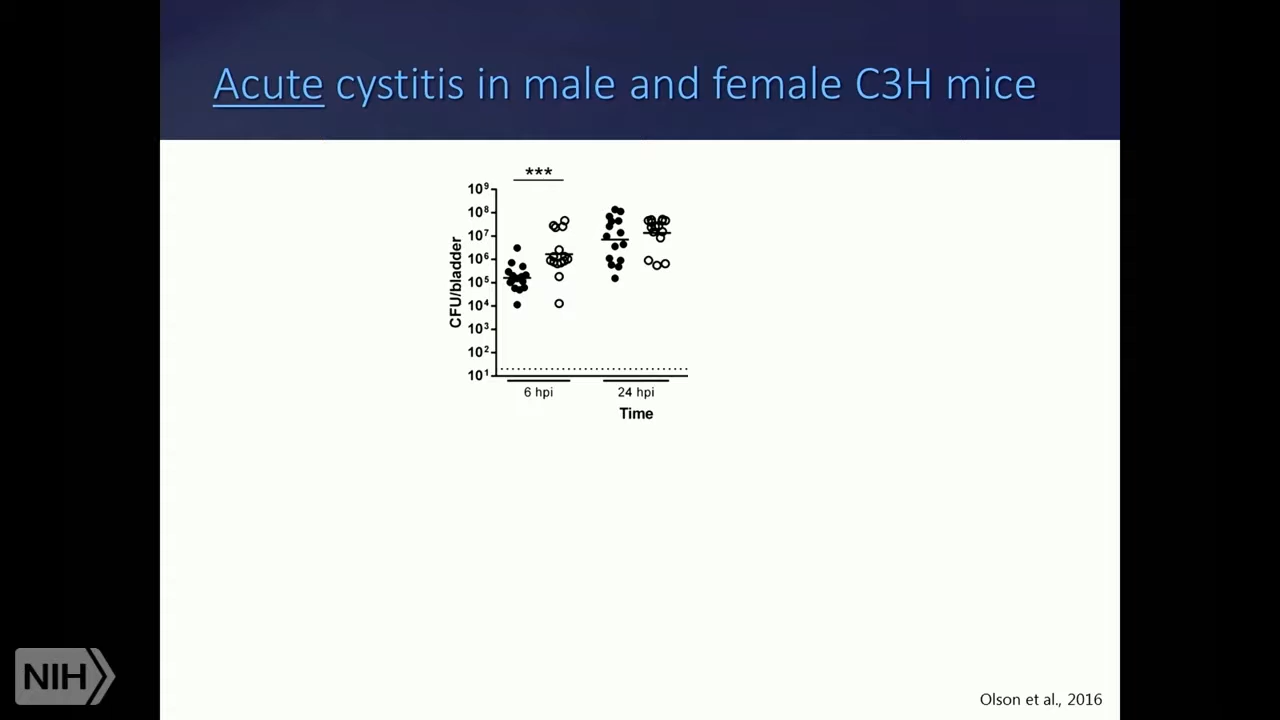 Acute cystitis in male and female C3H mice
***
10⁹
10⁸
10⁷
10⁶
10⁵
10⁴
10³
10²
10¹
CFU/bladder
6 hpi 24 hpi
Time
NIH
Olson et al., 2016